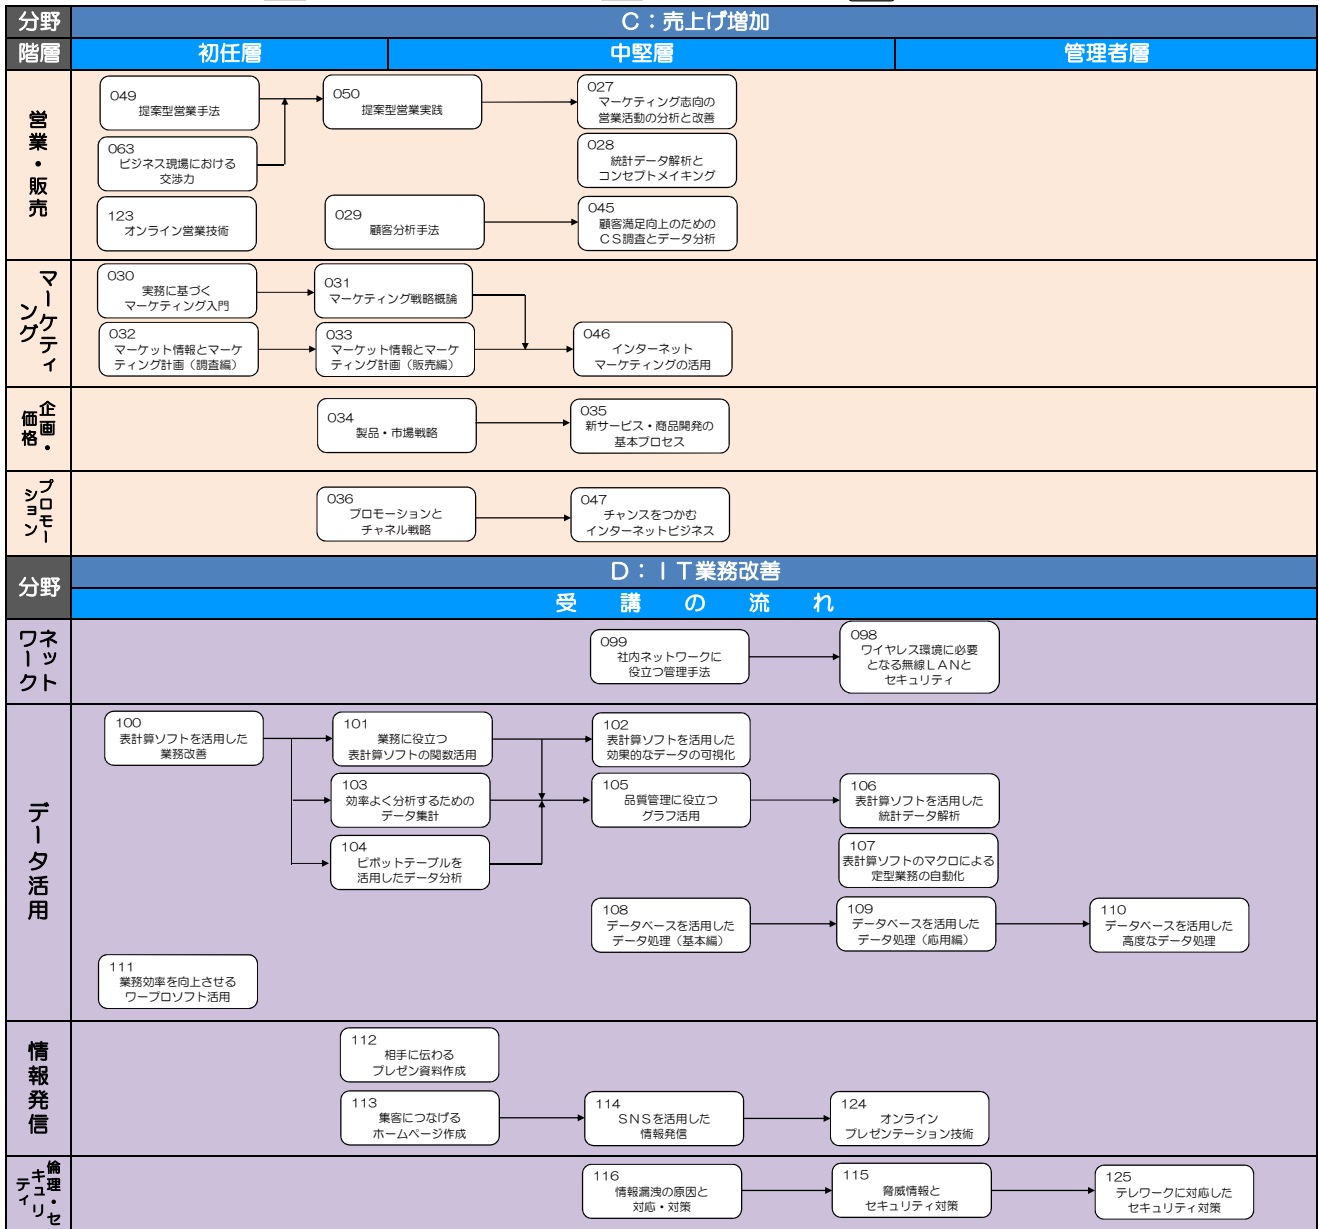 分野
C：売上げ増加
階層
初任層
中堅層
管理者層
営業・販売
049
提案型営業手法
050
提案型営業実践
027
マーケティング志向の
営業活動の分析と改善
063
ビジネス現場における
交渉力
028
統計データ解析と
コンセプトメイキング
123
オンライン営業技術
029
顧客分析手法
045
顧客満足向上のための
ＣＳ調査とデータ分析
マーケティ
ング
030
実務に基づく
マーケティング入門
031
マーケティング戦略概論
032
マーケット情報とマーケ
ティング計画（調査編）
033
マーケット情報とマーケ
ティング計画（販売編）
046
インターネット
マーケティングの活用
企画・
価格
034
製品・市場戦略
035
新サービス・商品開発の
基本プロセス
プロモー
ション
036
プロモーションと
チャネル戦略
047
チャンスをつかむ
インターネットビジネス
分野
D：ＩＴ業務改善
受講の流れ
ネット
ワーク
099
社内ネットワークに
役立つ管理手法
098
ワイヤレス環境に必要
となる無線ＬＡＮと
セキュリティ
データ活用
100
表計算ソフトを活用した
業務改善
101
業務に役立つ
表計算ソフトの関数活用
102
表計算ソフトを活用した
効果的なデータの可視化
103
効率よく分析するための
データ集計
105
品質管理に役立つ
グラフ活用
106
表計算ソフトを活用した
統計データ解析
104
ピボットテーブルを
活用したデータ分析
107
表計算ソフトのマクロによる
定型業務の自動化
108
データベースを活用した
データ処理（基本編）
109
データベースを活用した
データ処理（応用編）
110
データベースを活用した
高度なデータ処理
111
業務効率を向上させる
ワープロソフト活用
情報発信
112
相手に伝わる
プレゼン資料作成
113
集客につなげる
ホームページ作成
114
ＳＮＳを活用した
情報発信
124
オンライン
プレゼンテーション技術
倫理・セ
キュリ
ティ
116
情報漏洩の原因と
対応・対策
115
脅威情報と
セキュリティ対策
125
テレワークに対応した
セキュリティ対策